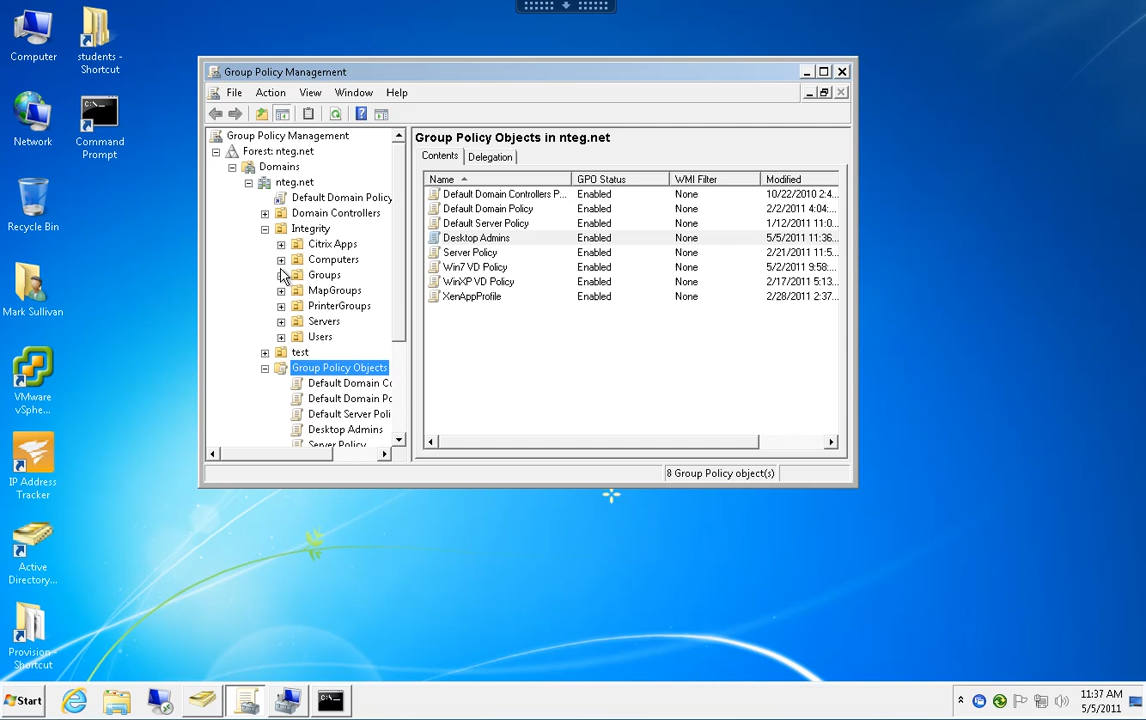 Computer
students -
Shortcut
Network
Command
Prompt
Recycle Bin
Mark Sullivan
VMware
vSphe...
IP Address
Tracker
Active
Directory...
Provision -
Shortcut
Group Policy Management
File Action View Window Help
Group Policy Management
Forest: nteg.net
Domains
nteg.net
Default Domain Policy
Domain Controllers
Integrity
Citrix Apps
Computers
Groups
MapGroups
PrinterGroups
Servers
Users
test
Group Policy Objects
Default Domain Co
Default Domain Po
Default Server Poli
Desktop Admins
Server Policy
Group Policy Objects in nteg.net
Contents Delegation
Name GPO Status WMI Filter Modified
Default Domain Controllers P... Enabled None 10/22/2010 2:4...
Default Domain Policy Enabled None 2/2/2011 4:04:...
Default Server Policy Enabled None 1/12/2011 11:0...
Desktop Admins Enabled None 5/5/2011 11:36...
Server Policy Enabled None 2/21/2011 11:5...
Win7 VD Policy Enabled None 5/2/2011 9:58:...
WinXP VD Policy Enabled None 2/17/2011 5:13...
XenAppProfile Enabled None 2/28/2011 2:37...
8 Group Policy object(s)
Start
11:37 AM
5/5/2011